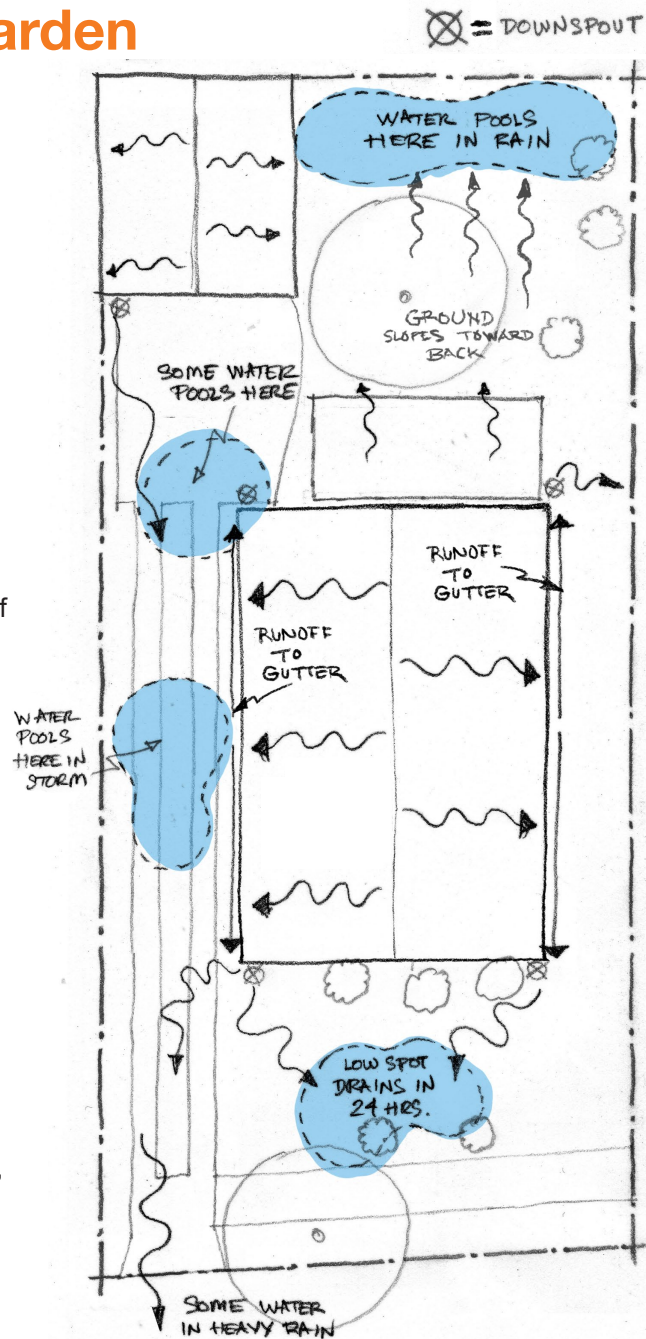 arden
= DOWNSPOUT
WATER POOLS
HERE IN RAIN
GROUND
SLOPES TOWARD
BACK
SOME WATER
POOLS HERE
RUNOFF
TO
GUTTER
f
RUNOFF
TO
GUTTER
WATER
POOLS
HERE IN
STORM
LOW SPOT
DRAINS IN
24 HRS.
SOME WATER
IN HEAVY RAIN